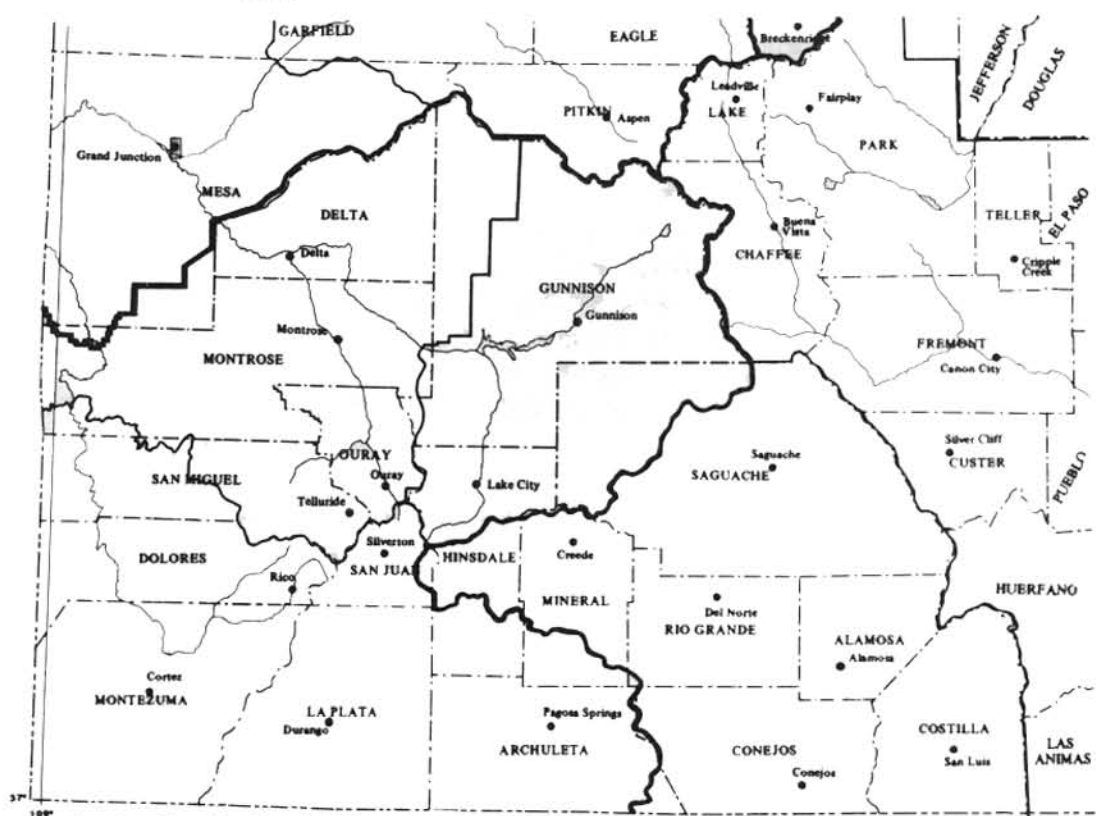 GARFIELD
EAGLE
Breckenridge
JEFFERSON
DOUGLAS
Leadville
LAKE
Fairplay
PITKIN
Aspen
PARK
Grand Junction
MESA
DELTA
TELLER
EL PASO
Buena
Vista
CHAFFEE
Delta
Cripple
Creek
GUNNISON
Gunnison
Montrose
MONTROSE
FREMONT
Canon City
Silver Cliff
CUSTER
PUEBLO
OURAY
Ouray
Saguache
SAGUACHE
SAN MIGUEL
Lake City
Telluride
Silverton
SAN JUAN
HINSDALE
Creede
DOLORES
Rico
MINERAL
HUERFANO
Del Norte
RIO GRANDE
ALAMOSA
Alamosa
Cortez
MONTEZUMA
LA PLATA
Durango
Pagosa Springs
ARCHULETA
CONEJOS
Conejos
COSTILLA
San Luis
LAS
ANIMAS
37°
109°